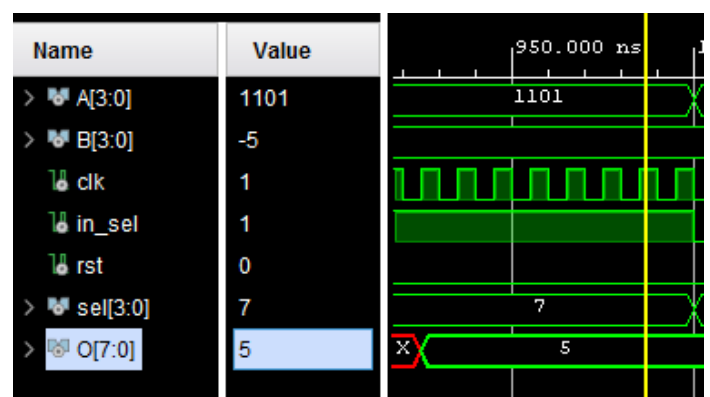 Name Value 950.000 ns
A[3:0] 1101 1101
B[3:0] -5
clk 1
in_sel 1
rst 0
sel[3:0] 7 7
O[7:0] 5 X 5